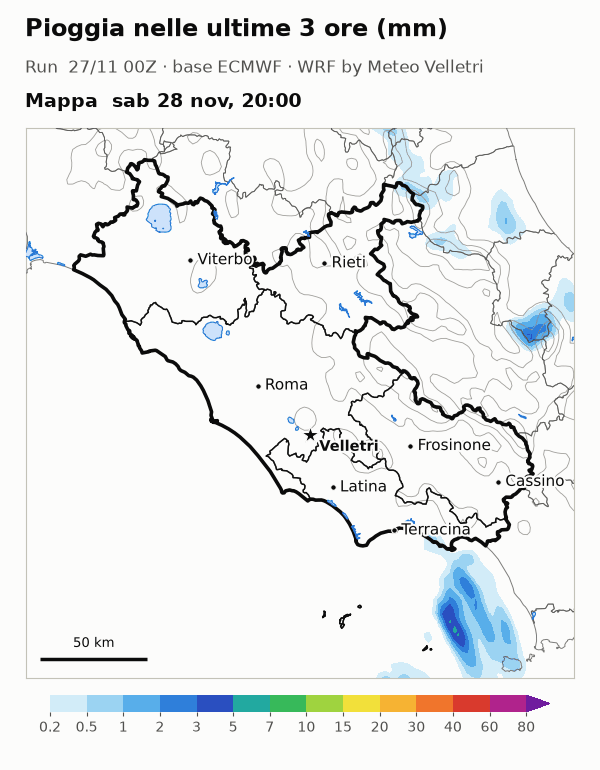 Pioggia nelle ultime 3 ore (mm)
Run  27/11 00Z · base ECMWF · WRF by Meteo Velletri
Mappa  sab 28 nov, 20:00
Viterbo
Rieti
Roma
Velletri
Frosinone
Latina
Cassino
Terracina
50 km
0.2 0.5 1 2 3 5 7 10 15 20 30 40 60 80